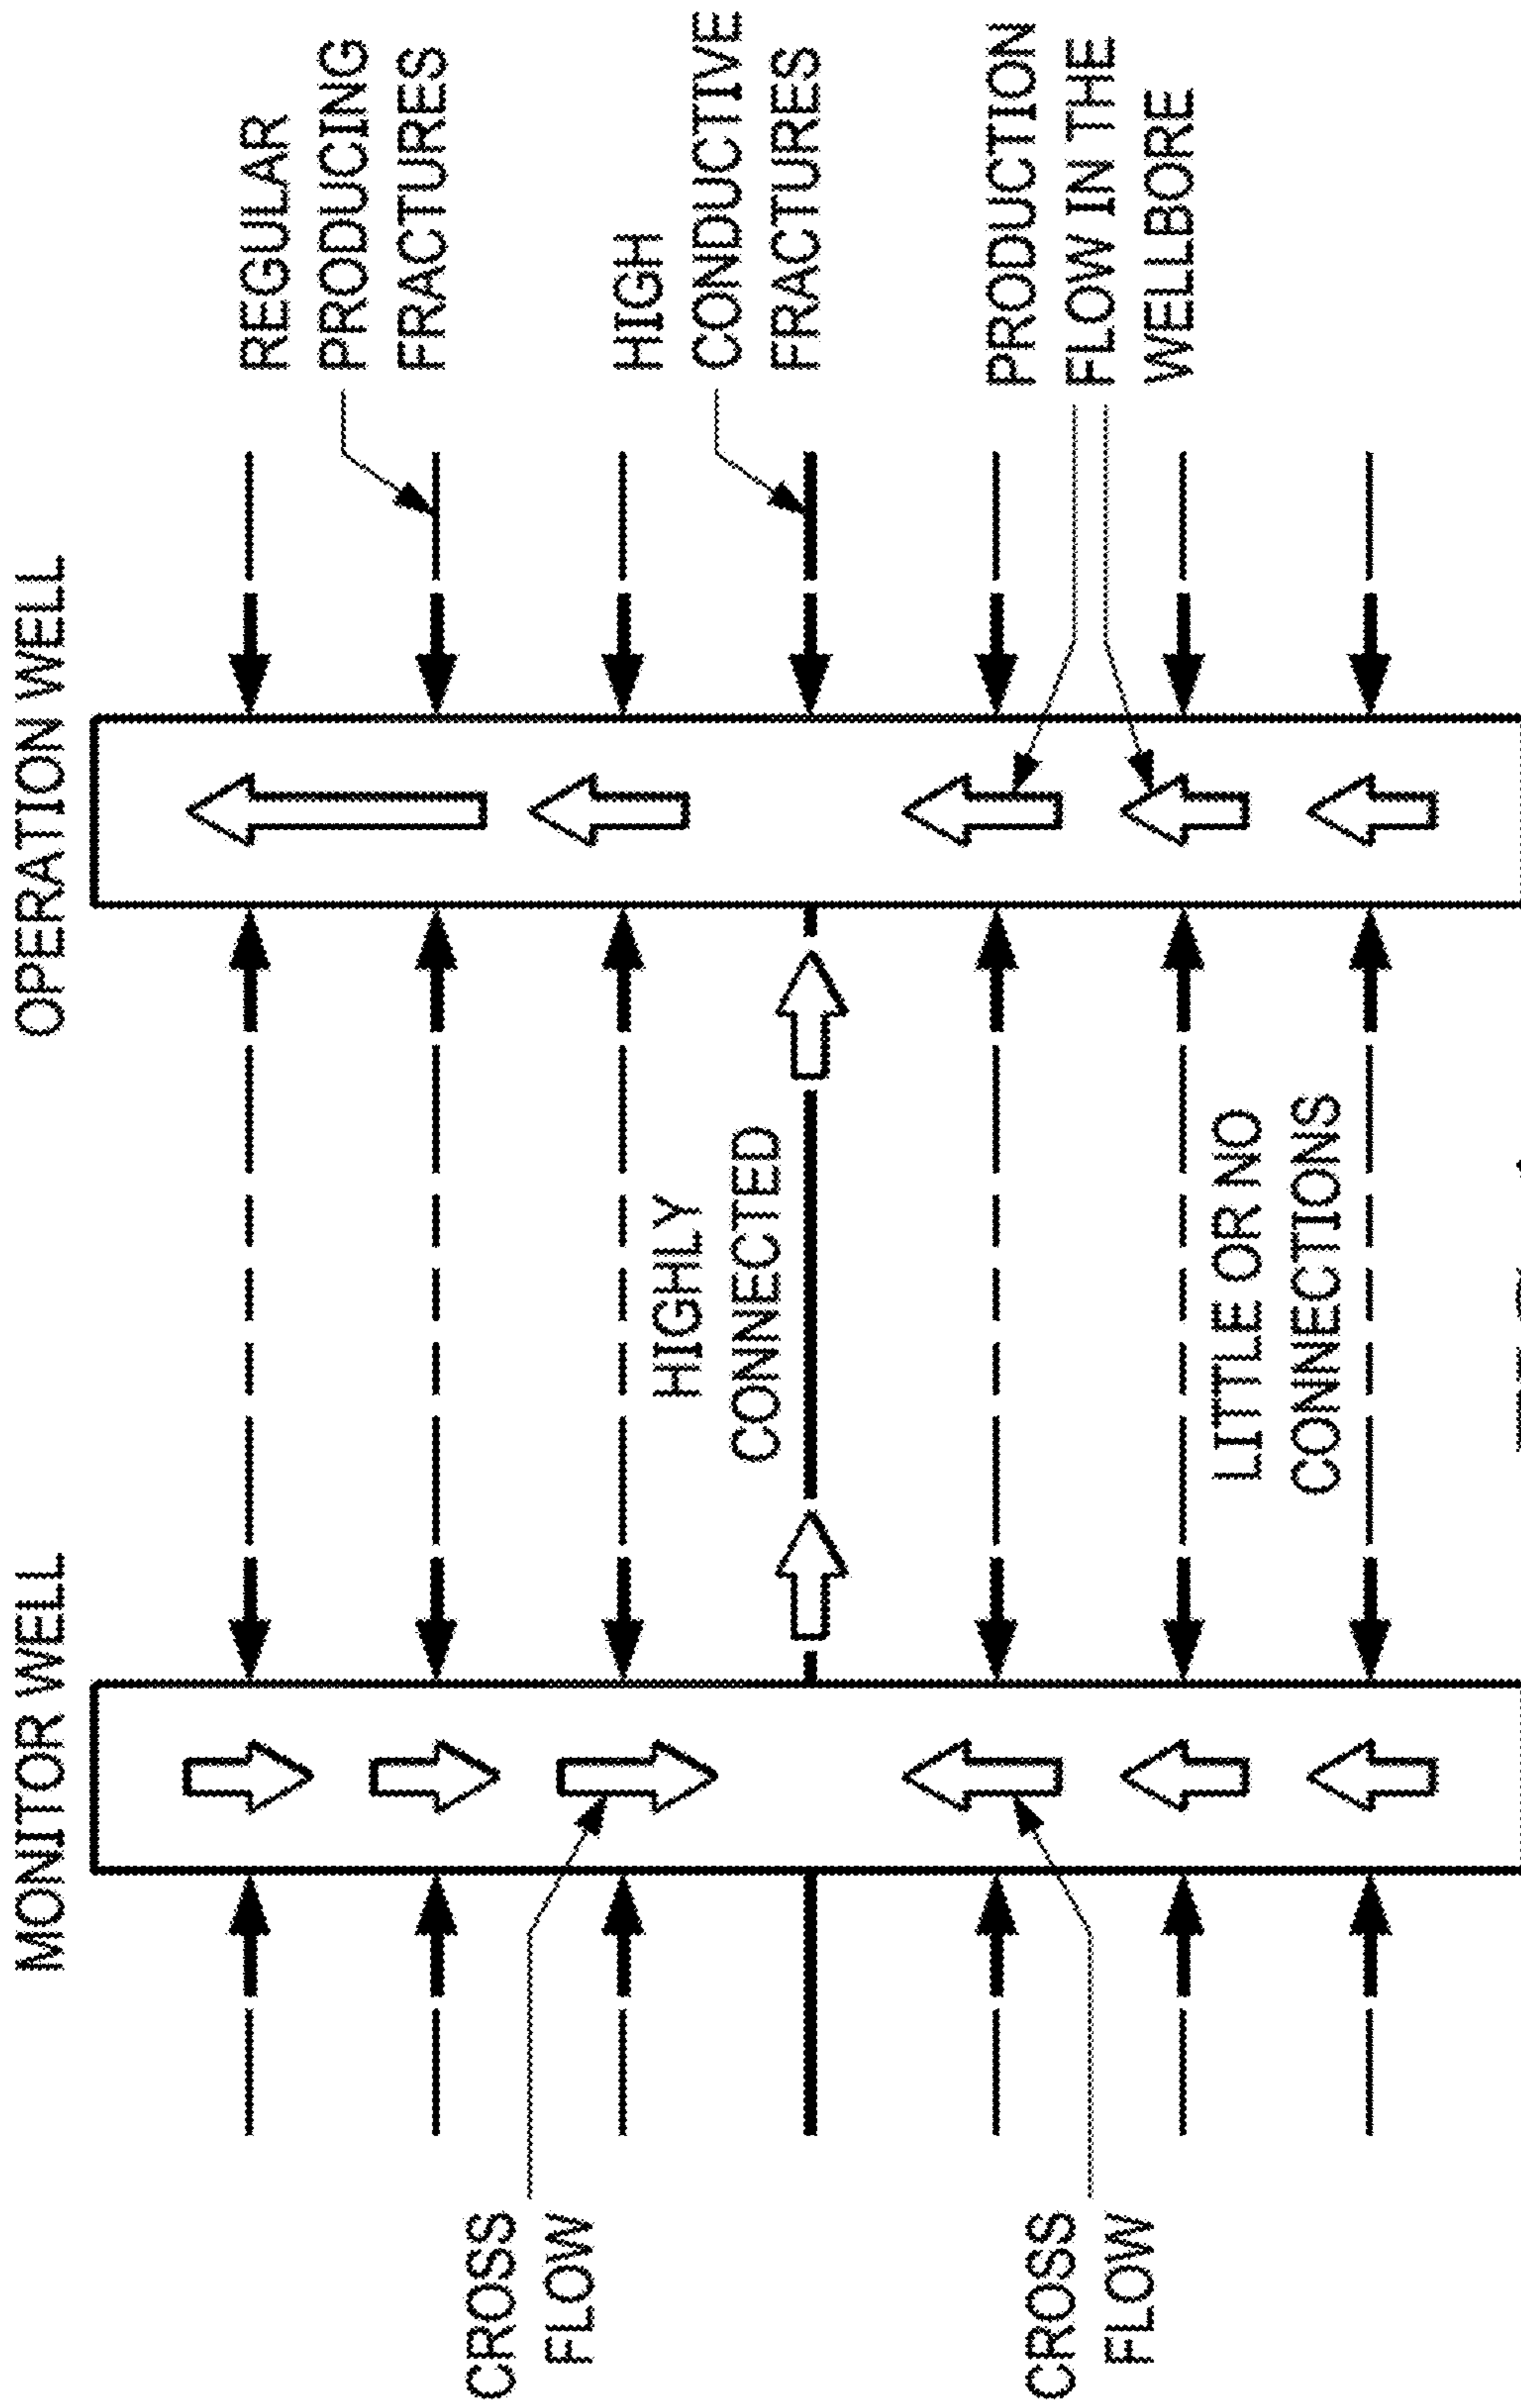 MONITOR WELL
OPERATION WELL
REGULAR
PRODUCING
FRACTURES
CROSS
FLOW
HIGHLY
CONNECTED
HIGH
CONDUCTIVE
FRACTURES
CROSS
FLOW
LITTLE OR NO
CONNECTIONS
PRODUCTION
FLOW IN THE
WELLBORE